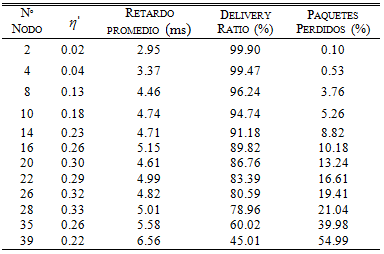 Nº NODO η' RETARDO PROMEDIO (ms) DELIVERY RATIO (%) PAQUETES PERDIDOS (%)
2 0.02 2.95 99.90 0.10
4 0.04 3.37 99.47 0.53
8 0.13 4.46 96.24 3.76
10 0.18 4.74 94.74 5.26
14 0.23 4.71 91.18 8.82
16 0.26 5.15 89.82 10.18
20 0.30 4.61 86.76 13.24
22 0.29 4.99 83.39 16.61
26 0.32 4.82 80.59 19.41
28 0.33 5.01 78.96 21.04
35 0.26 5.58 60.02 39.98
39 0.22 6.56 45.01 54.99